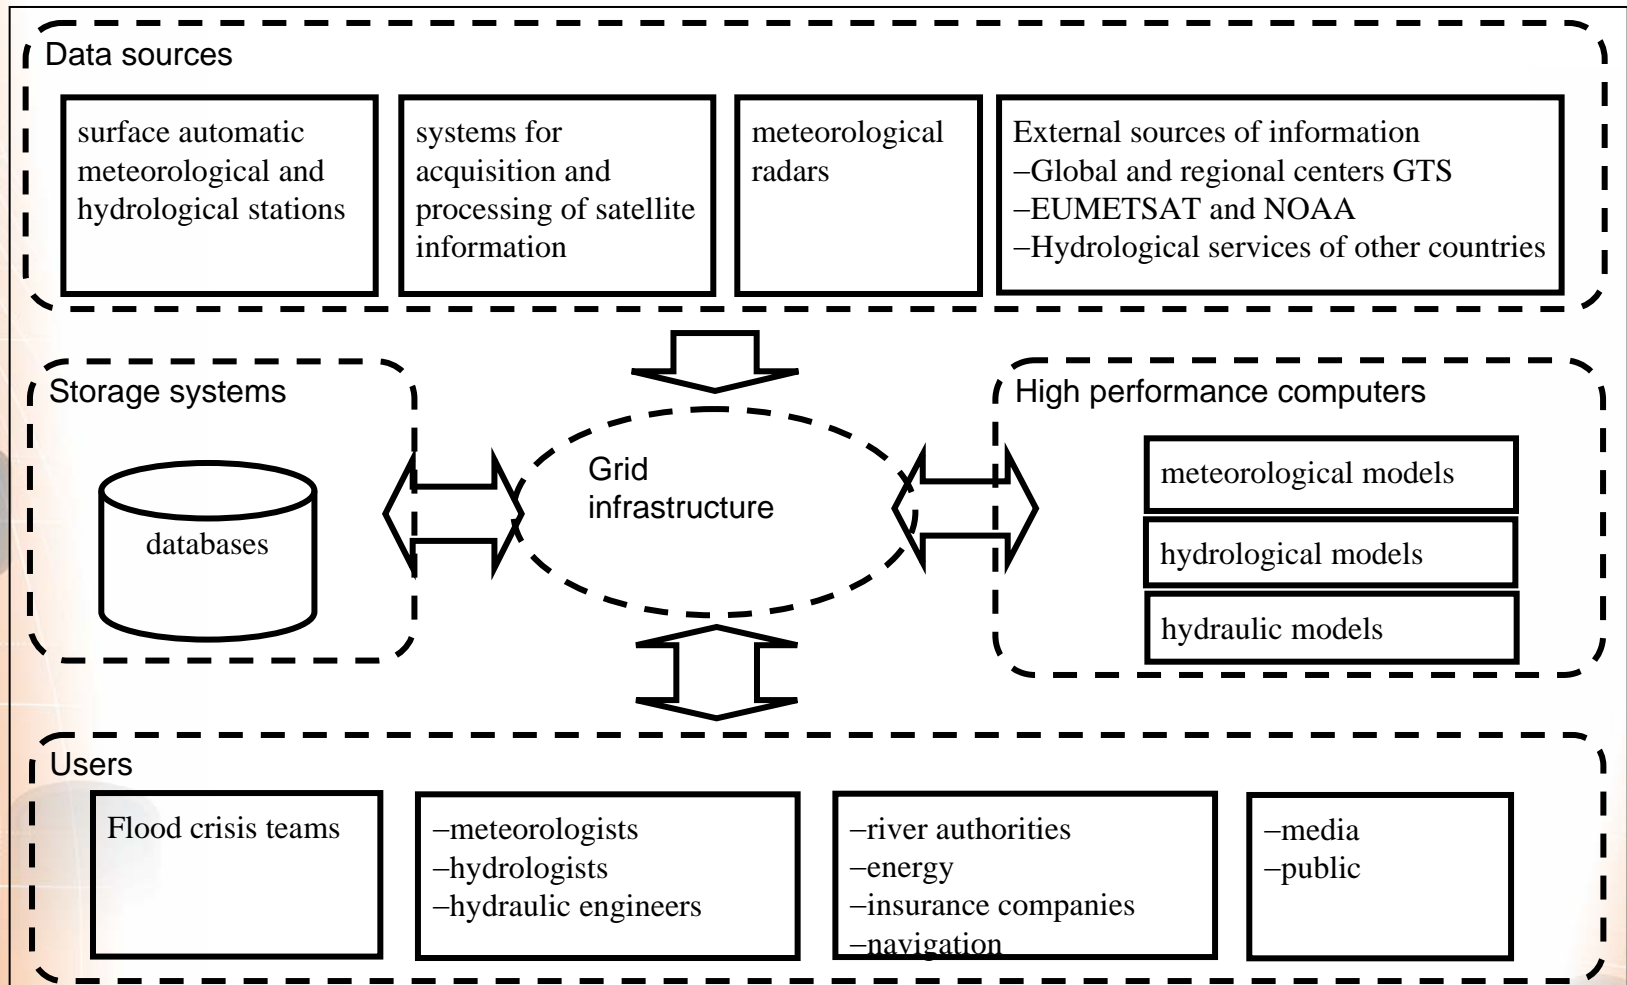 Data sources
surface automatic
meteorological and
hydrological stations
systems for
acquisition and
processing of satellite
information
meteorological
radars
External sources of information
–Global and regional centers GTS
–EUMETSAT and NOAA
–Hydrological services of other countries
Storage systems
databases
Grid
infrastructure
High performance computers
meteorological models
hydrological models
hydraulic models
Users
Flood crisis teams
–meteorologists
–hydrologists
–hydraulic engineers
–river authorities
–energy
–insurance companies
–navigation
–media
–public